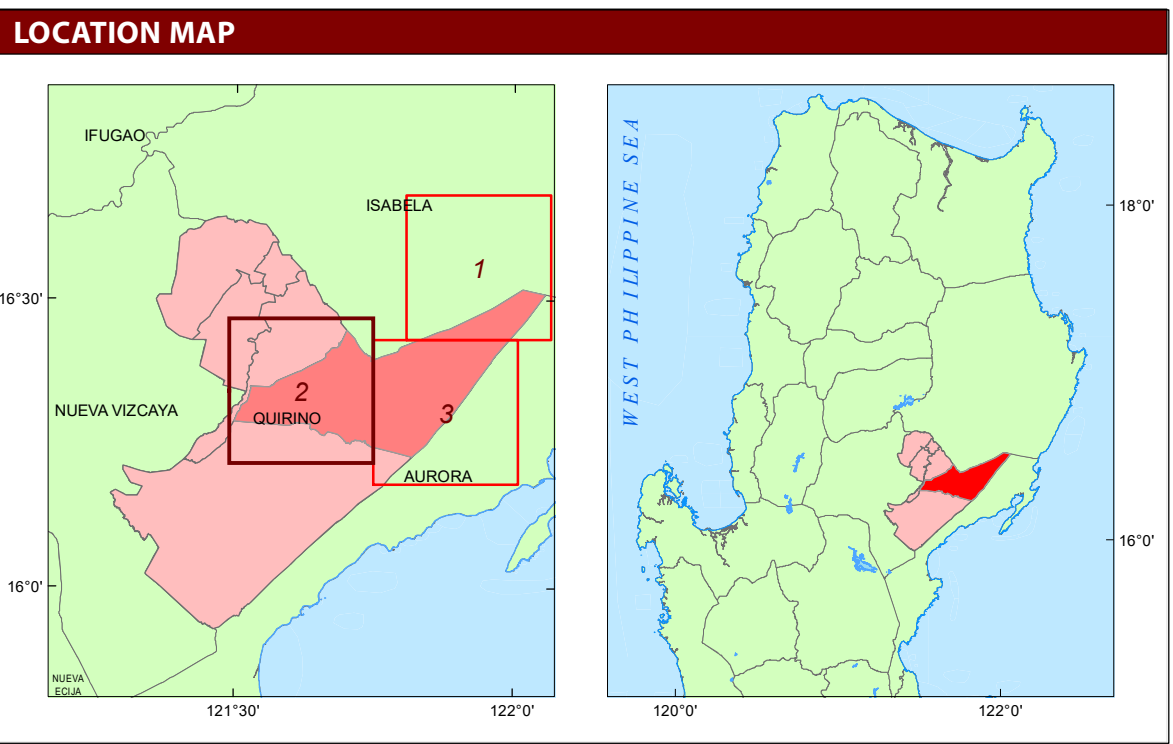 LOCATION MAP
IFUGAO
ISABELA
1
16°30'
2
NUEVA VIZCAYA
QUIRINO
3
AURORA
16°0'
NUEVA
ECIJA
121°30'
122°0'
WEST PHILIPPINE SEA
18°0'
16°0'
120°0'
122°0'